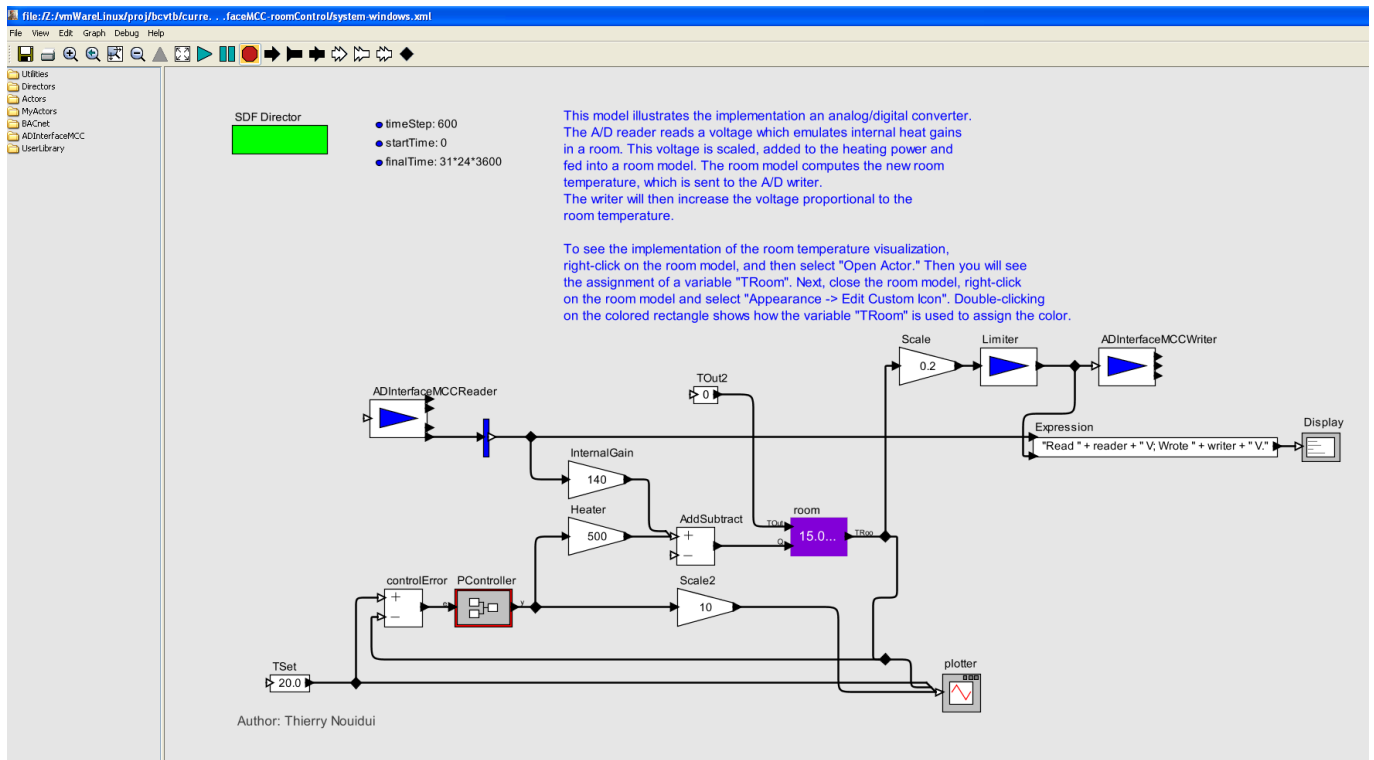 file:/Z:/vmWareLinux/proj/bcvtb/curre. . .faceMCC-roomControl/system-windows.xml
File View Edit Graph Debug Help
Utilities
Directors
Actors
MyActors
BACnet
ADInterfaceMCC
UserLibrary
SDF Director
timeStep: 600
startTime: 0
finalTime: 31*24*3600
This model illustrates the implementation an analog/digital converter.
The A/D reader reads a voltage which emulates internal heat gains
in a room. This voltage is scaled, added to the heating power and
fed into a room model. The room model computes the new room
temperature, which is sent to the A/D writer.
The writer will then increase the voltage proportional to the
room temperature.
To see the implementation of the room temperature visualization,
right-click on the room model, and then select "Open Actor." Then you will see
the assignment of a variable "TRoom". Next, close the room model, right-click
on the room model and select "Appearance -> Edit Custom Icon". Double-clicking
on the colored rectangle shows how the variable "TRoom" is used to assign the color.
Scale
0.2
Limiter
ADInterfaceMCCWriter
ADInterfaceMCCReader
TOut2
0
Expression
"Read " + reader + " V; Wrote " + writer + " V."
Display
InternalGain
140
Heater
500
AddSubtract
+
−
TOut
Q
room
15.0...
TRoo
controlError
+
−
e
PController
y
Scale2
10
TSet
20.0
plotter
Author: Thierry Nouidui